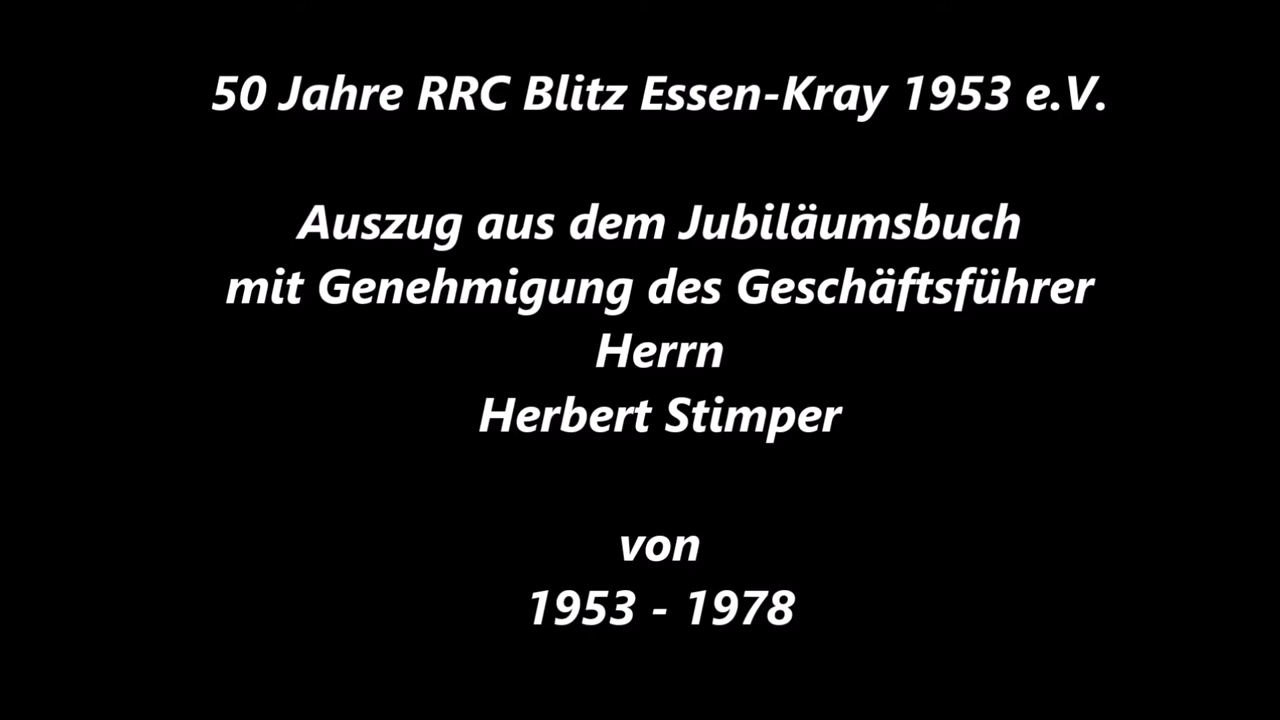 50 Jahre RRC Blitz Essen-Kray 1953 e.V.
Auszug aus dem Jubiläumsbuch
mit Genehmigung des Geschäftsführer
Herrn
Herbert Stimper
von
1953 - 1978